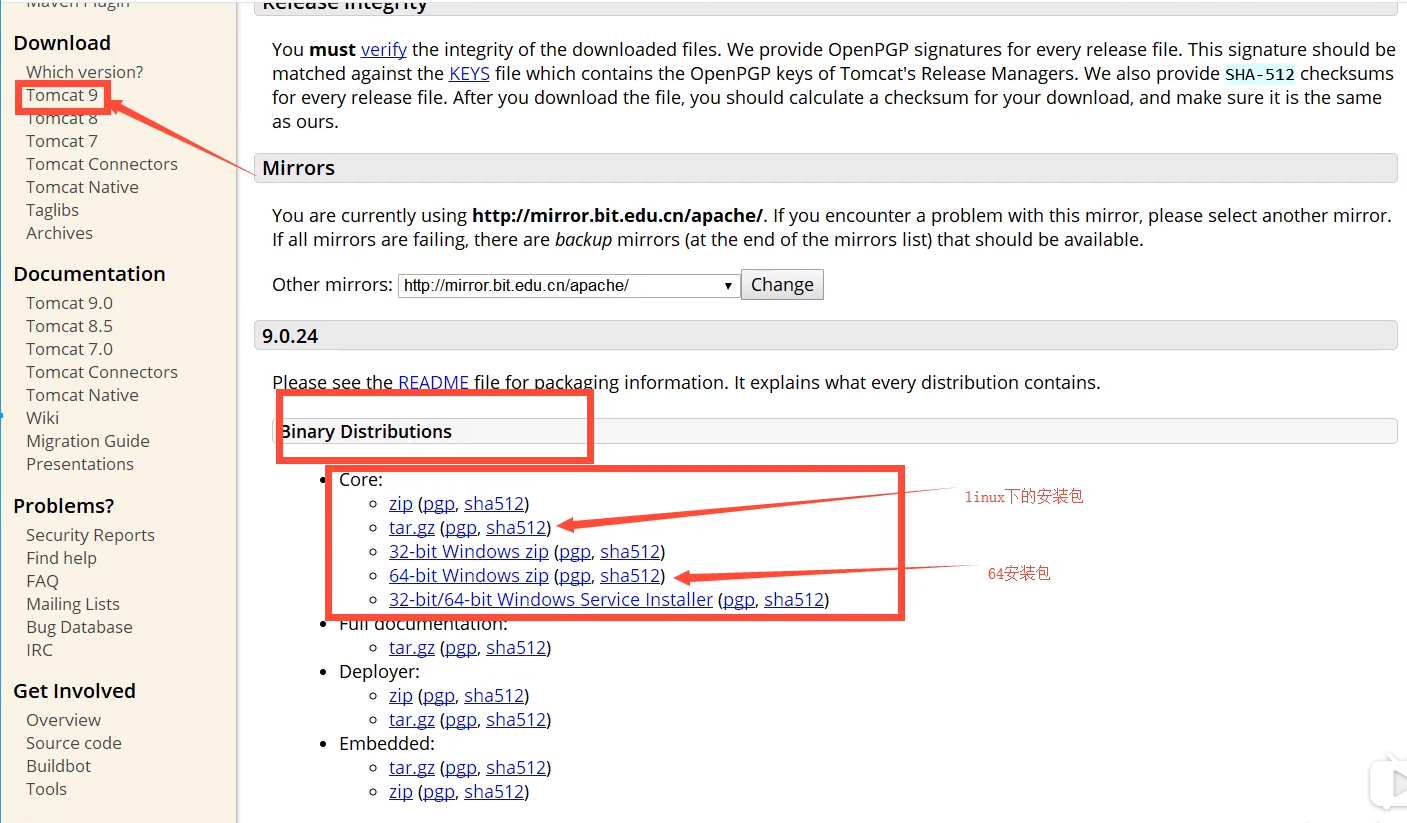 Maven Plugin
Download
Which version?
Tomcat 9
Tomcat 8
Tomcat 7
Tomcat Connectors
Tomcat Native
Taglibs
Archives
Documentation
Tomcat 9.0
Tomcat 8.5
Tomcat 7.0
Tomcat Connectors
Tomcat Native
Wiki
Migration Guide
Presentations
Problems?
Security Reports
Find help
FAQ
Mailing Lists
Bug Database
IRC
Get Involved
Overview
Source code
Buildbot
Tools
Release Integrity
You must verify the integrity of the downloaded files. We provide OpenPGP signatures for every release file. This signature should be
matched against the KEYS file which contains the OpenPGP keys of Tomcat's Release Managers. We also provide SHA-512 checksums
for every release file. After you download the file, you should calculate a checksum for your download, and make sure it is the same
as ours.
Mirrors
You are currently using http://mirror.bit.edu.cn/apache/. If you encounter a problem with this mirror, please select another mirror.
If all mirrors are failing, there are backup mirrors (at the end of the mirrors list) that should be available.
Other mirrors: http://mirror.bit.edu.cn/apache/ Change
9.0.24
Please see the README file for packaging information. It explains what every distribution contains.
Binary Distributions
Core:
zip (pgp, sha512)
tar.gz (pgp, sha512)
linux下的安装包
32-bit Windows zip (pgp, sha512)
64-bit Windows zip (pgp, sha512)
64安装包
32-bit/64-bit Windows Service Installer (pgp, sha512)
Full documentation:
tar.gz (pgp, sha512)
Deployer:
zip (pgp, sha512)
tar.gz (pgp, sha512)
Embedded:
tar.gz (pgp, sha512)
zip (pgp, sha512)